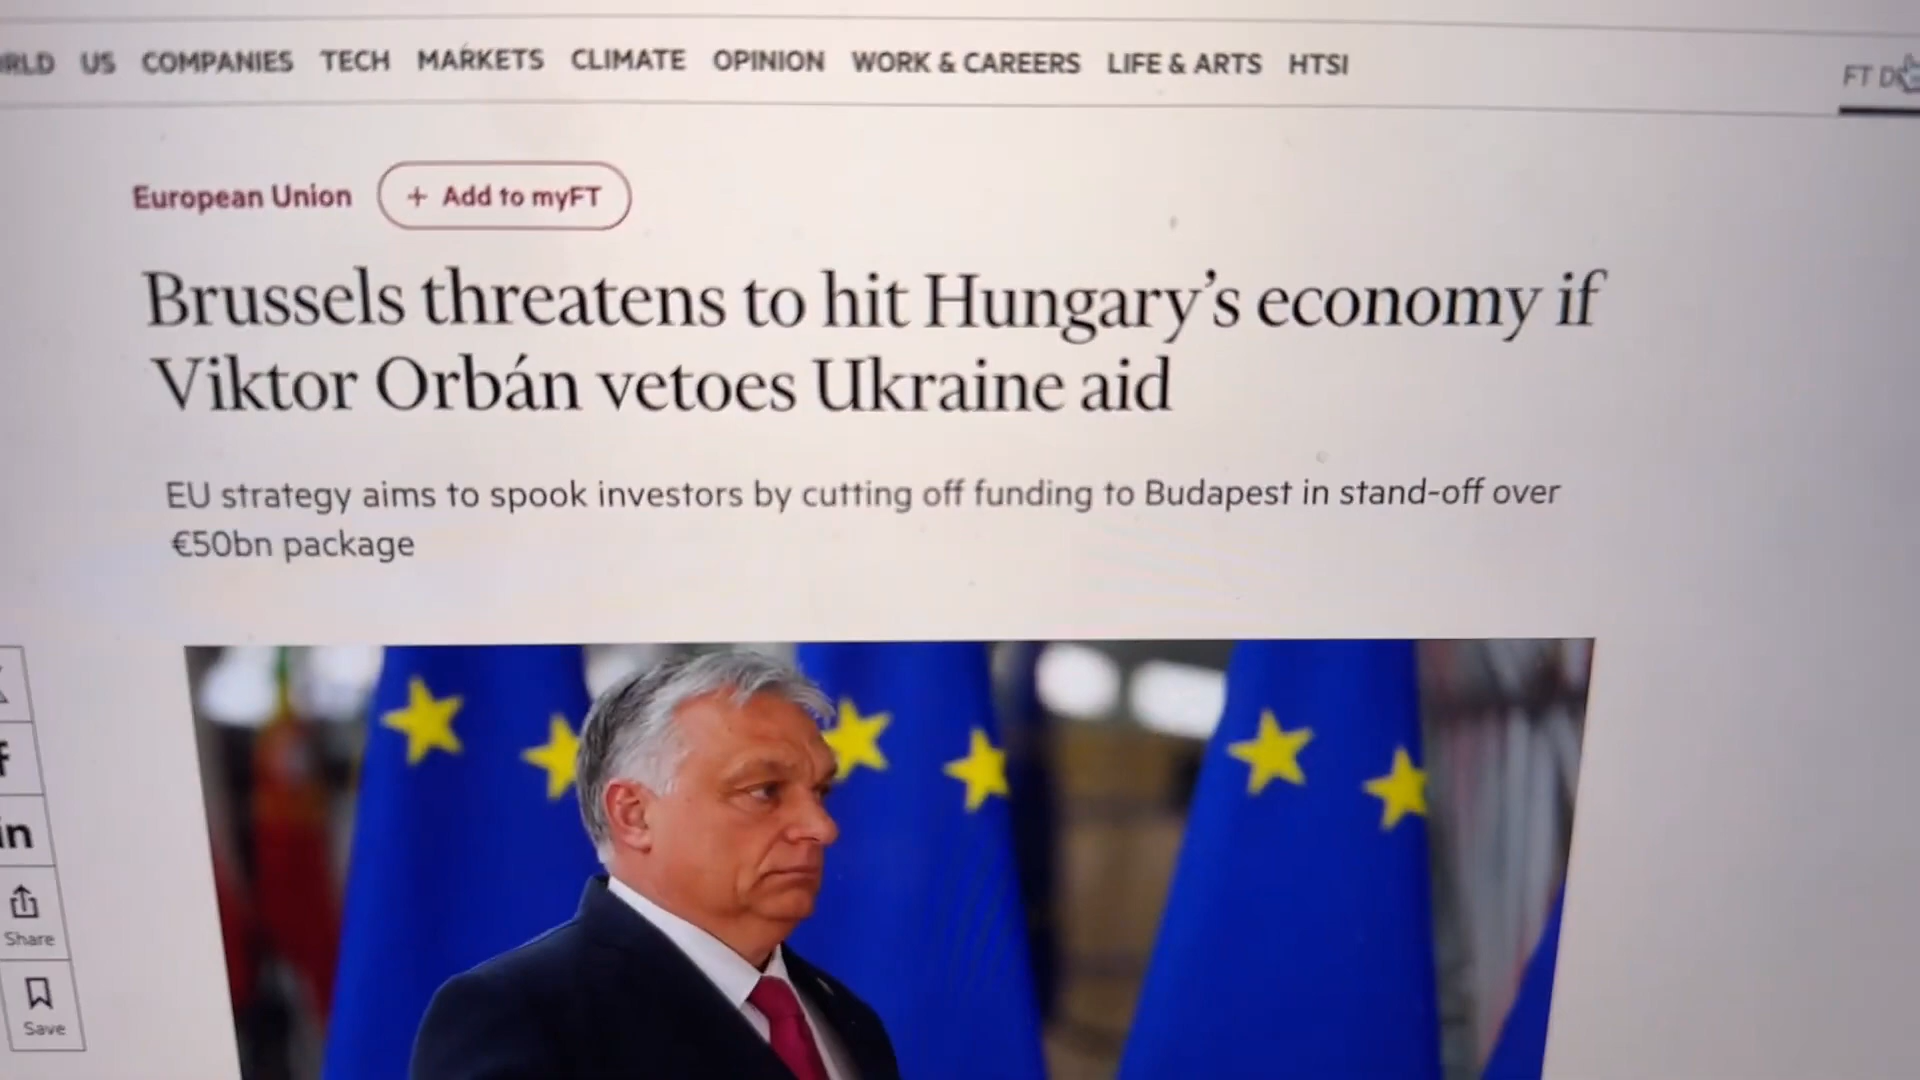 US COMPANIES TECH MARKETS CLIMATE OPINION WORK & CAREERS LIFE & ARTS HTSI
FT
European Union + Add to myFT
Brussels threatens to hit Hungary's economy if
Viktor Orbán vetoes Ukraine aid
EU strategy aims to spook investors by cutting off funding to Budapest in stand-off over
€50bn package
f
in
Share
Save